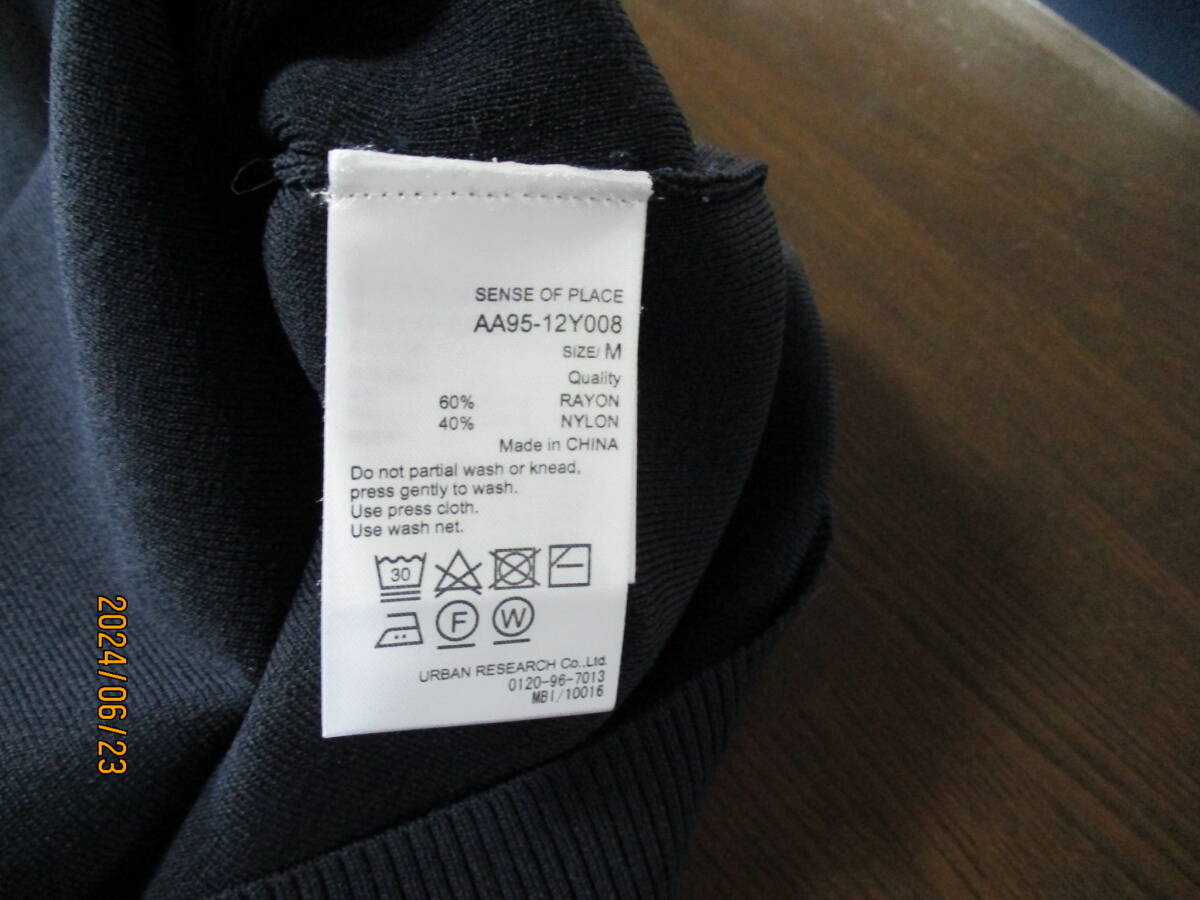 SENSE OF PLACE
AA95-12Y008
SIZE/ M
Quality
60% RAYON
40% NYLON
Made in CHINA
Do not partial wash or knead,
press gently to wash.
Use press cloth.
Use wash net.
30
F W
URBAN RESEARCH Co.,Ltd.
0120-96-7013
MBI/10016
2024/06/23